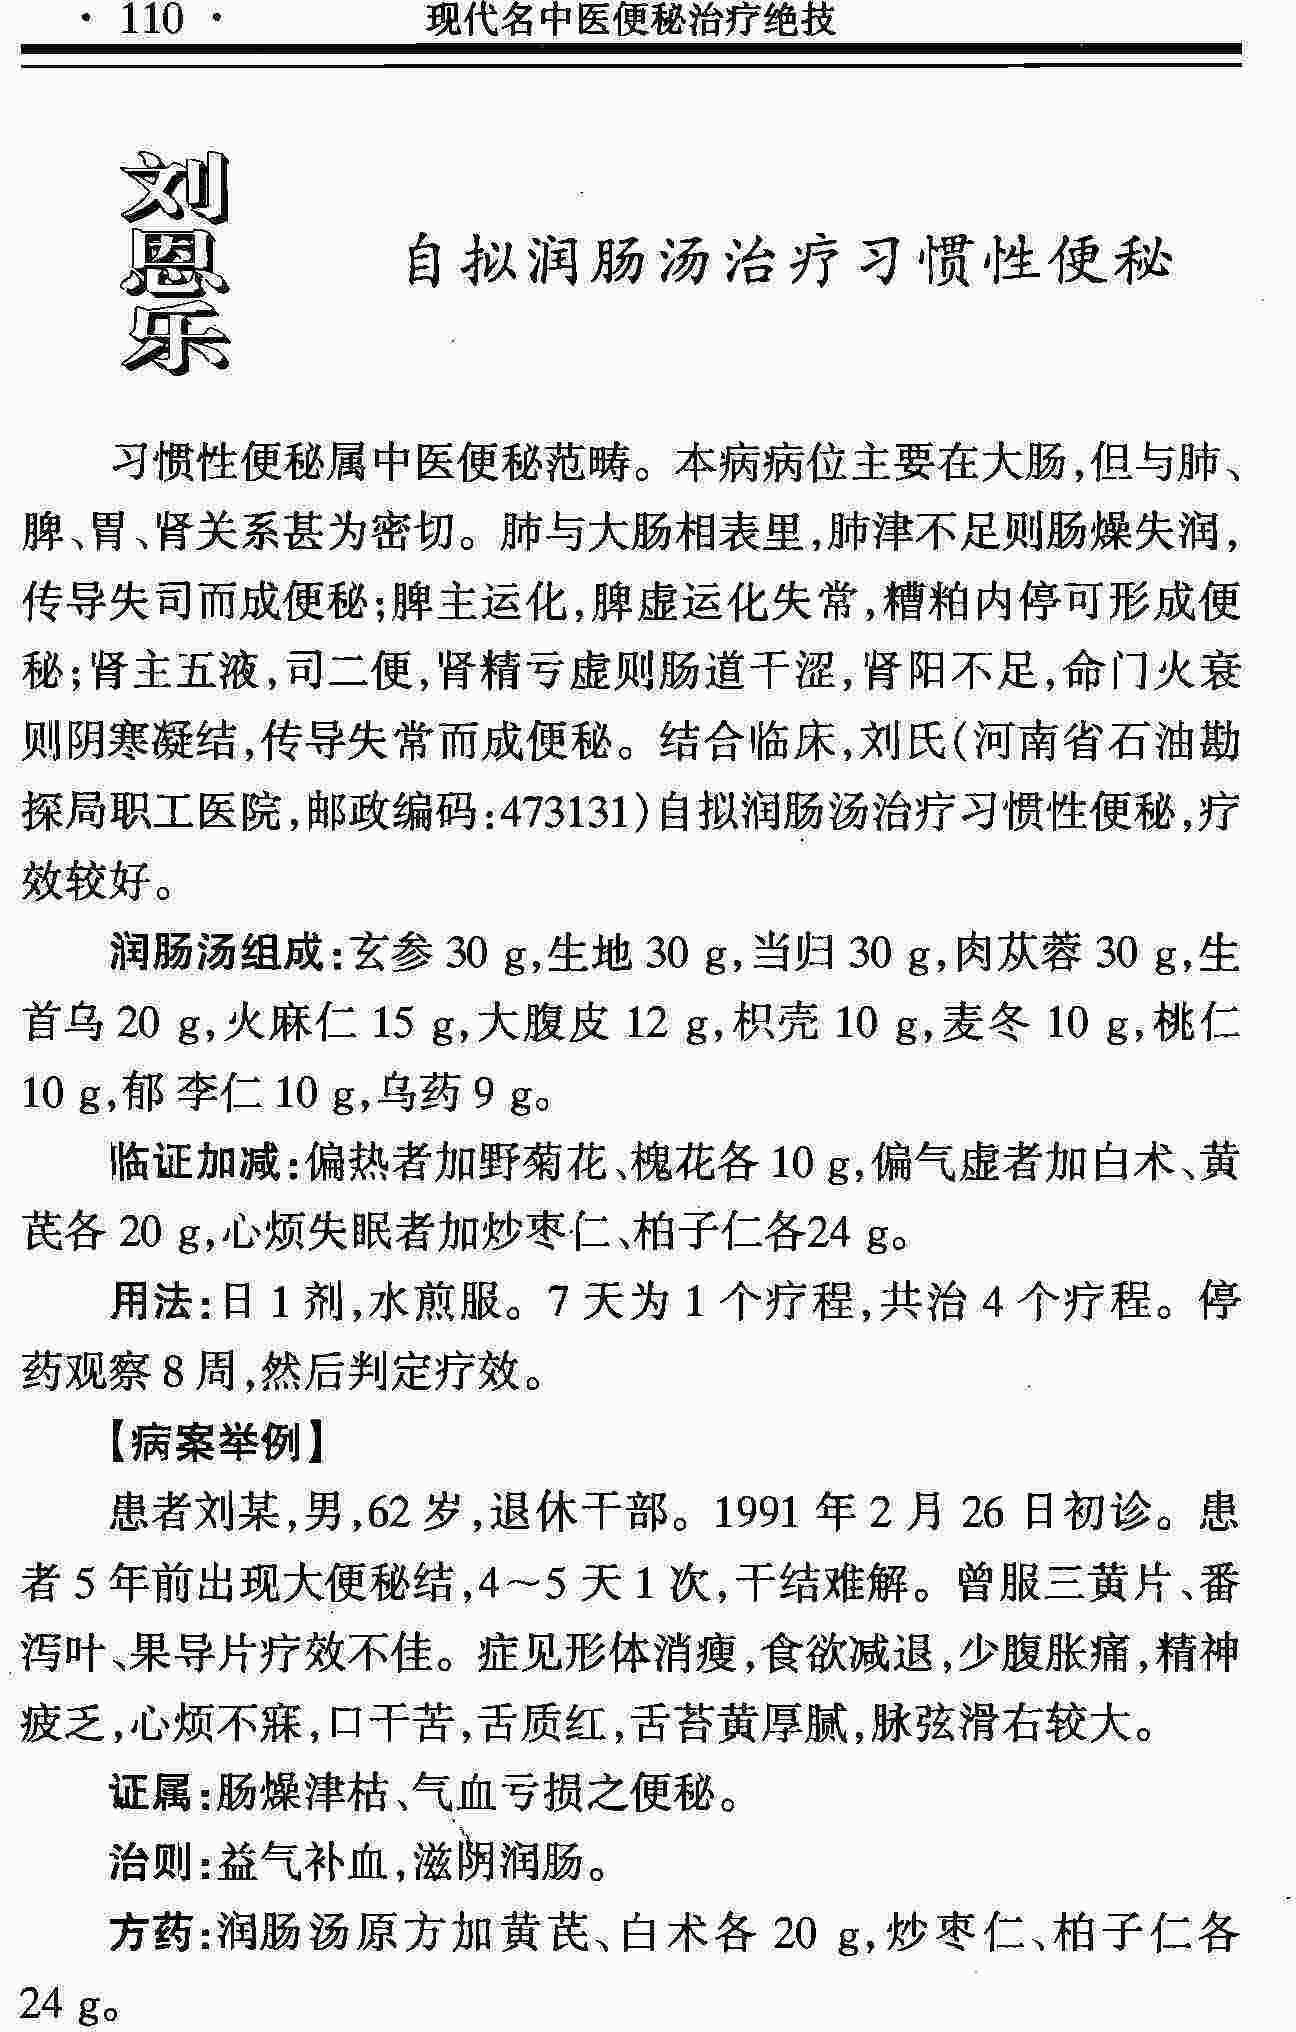 · 110 · 现代名中医便秘治疗绝技
刘恩乐
自拟润肠汤治疗习惯性便秘
习惯性便秘属中医便秘范畴。本病病位主要在大肠,但与肺、
脾、胃、肾关系甚为密切。肺与大肠相表里,肺津不足则肠燥失润,
传导失司而成便秘;脾主运化,脾虚运化失常,糟粕内停可形成便
秘;肾主五液,司二便,肾精亏虚则肠道干涩,肾阳不足,命门火衰
则阴寒凝结,传导失常而成便秘。结合临床,刘氏(河南省石油勘
探局职工医院,邮政编码:473131)自拟润肠汤治疗习惯性便秘,疗
效较好。
润肠汤组成:玄参 30 g,生地 30 g,当归 30 g,肉苁蓉 30 g,生
首乌 20 g,火麻仁 15 g,大腹皮 12 g,枳壳 10 g,麦冬 10 g,桃仁
10 g,郁李仁 10 g,乌药 9 g。
临证加减:偏热者加野菊花、槐花各 10 g,偏气虚者加白术、黄
芪各 20 g,心烦失眠者加炒枣仁、柏子仁各24 g。
用法:日 1 剂,水煎服。7 天为 1 个疗程,共治 4 个疗程。停
药观察 8 周,然后判定疗效。
【病案举例】
患者刘某,男,62 岁,退休干部。1991 年 2 月 26 日初诊。患
者 5 年前出现大便秘结,4～5 天 1 次,干结难解。曾服三黄片、番
泻叶、果导片疗效不佳。症见形体消瘦,食欲减退,少腹胀痛,精神
疲乏,心烦不寐,口干苦,舌质红,舌苔黄厚腻,脉弦滑右较大。
证属:肠燥津枯、气血亏损之便秘。
治则:益气补血,滋阴润肠。
方药:润肠汤原方加黄芪、白术各 20 g,炒枣仁、柏子仁各
24 g。